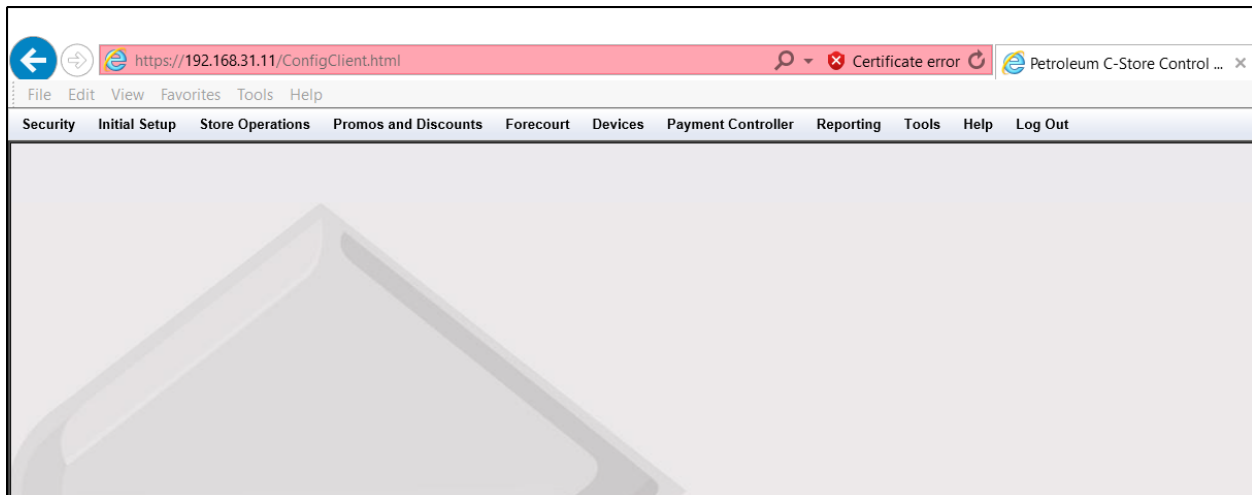 https://192.168.31.11/ConfigClient.html Certificate error Petroleum C-Store Control ...
File Edit View Favorites Tools Help
Security Initial Setup Store Operations Promos and Discounts Forecourt Devices Payment Controller Reporting Tools Help Log Out